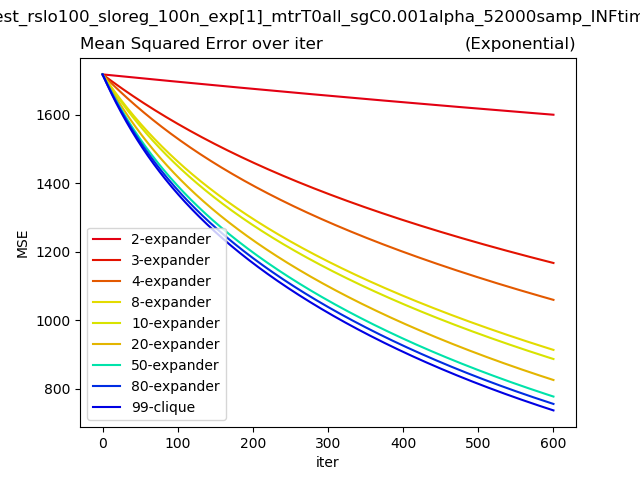 est_rslo100_sloreg_100n_exp[1]_mtrT0all_sgC0.001alpha_52000samp_INFtim
Mean Squared Error over iter (Exponential)
1600
1400
1200
1000
800
MSE
2-expander
3-expander
4-expander
8-expander
10-expander
20-expander
50-expander
80-expander
99-clique
0 100 200 300 400 500 600
iter